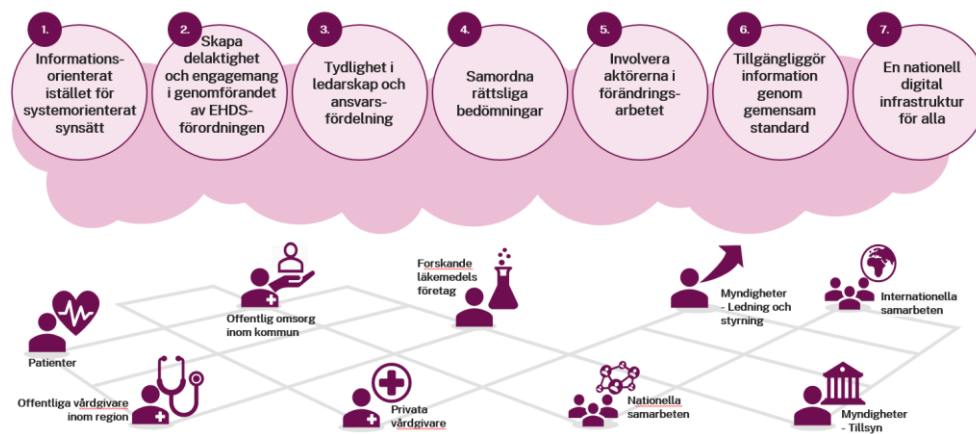 1.
Informations-
orienterat
istället för
systemorienterat
synsätt
2.
Skapa
delaktighet
och engagemang
i genomförandet
av EHDS-
förordningen
3.
Tydlighet i
ledarskap och
ansvars-
fördelning
4.
Samordna
rättsliga
bedömningar
5.
Involvera
aktörerna i
förändrings-
arbetet
6.
Tillgängliggör
information
genom
gemensam
standard
7.
En nationell
digital
infrastruktur
för alla
Patienter
Offentlig omsorg
inom kommun
Forskande
läkemedels
företag
Myndigheter
- Ledning och
styrning
Internationella
samarbeten
Offentliga vårdgivare
inom region
Privata
vårdgivare
Nationella
samarbeten
Myndigheter
- Tillsyn